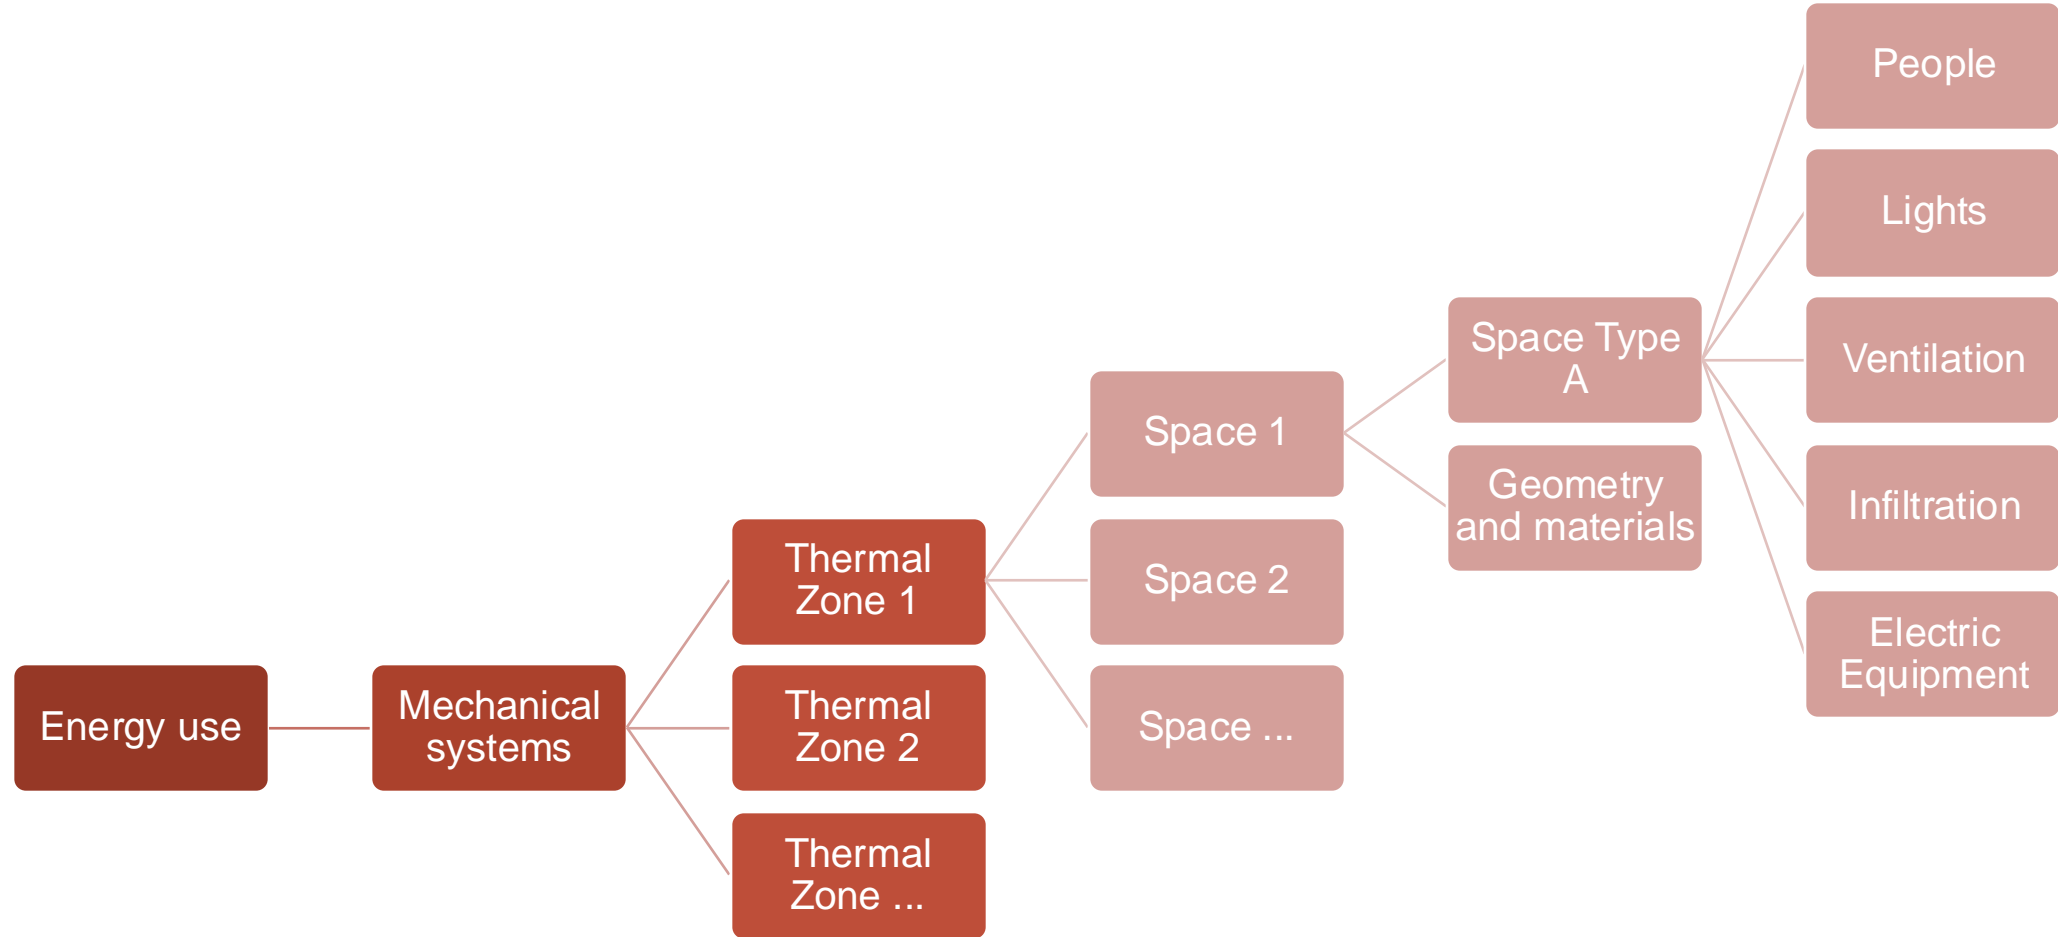 Energy use
Mechanical
systems
Thermal
Zone 1
Thermal
Zone 2
Thermal
Zone ...
Space 1
Space 2
Space ...
Space Type
A
Geometry
and materials
People
Lights
Ventilation
Infiltration
Electric
Equipment